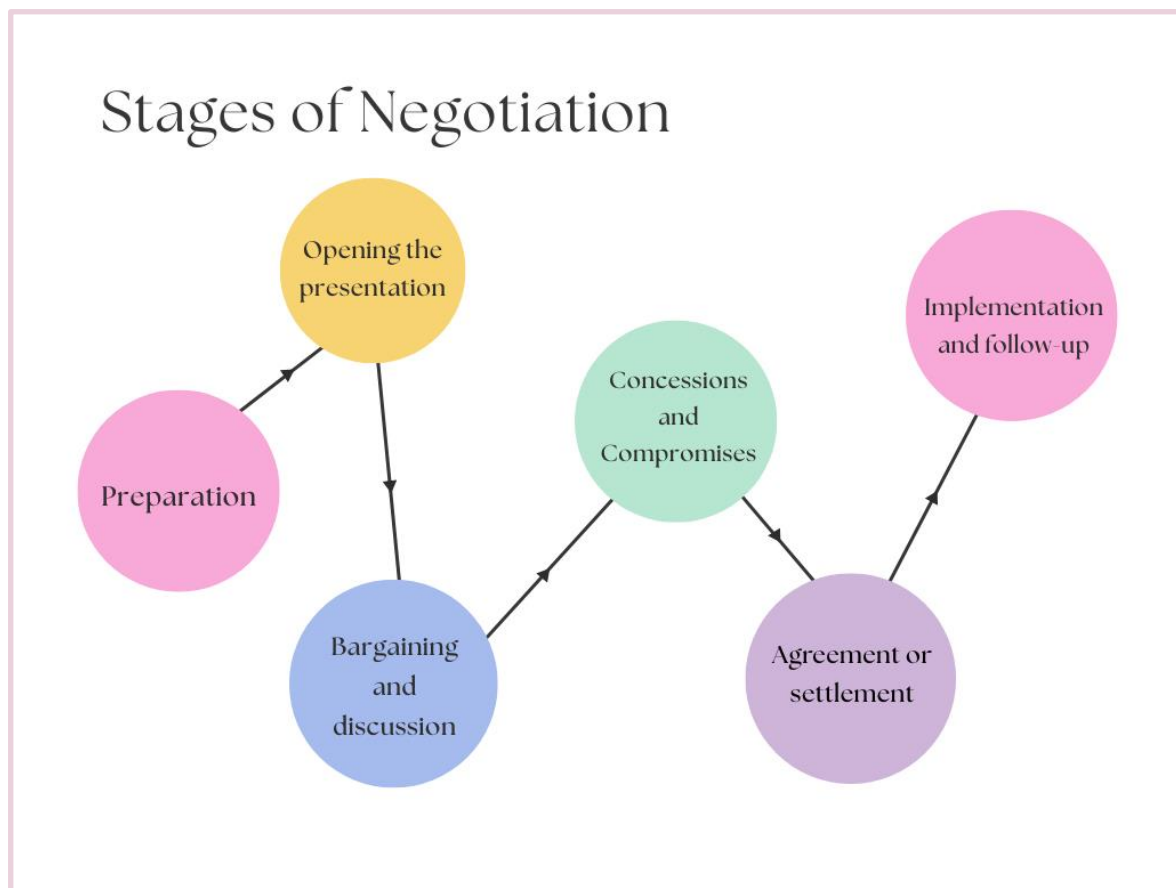 Stages of Negotiation
Preparation
Opening the
presentation
Bargaining
and
discussion
Concessions
and
Compromises
Agreement or
settlement
Implementation
and follow-up